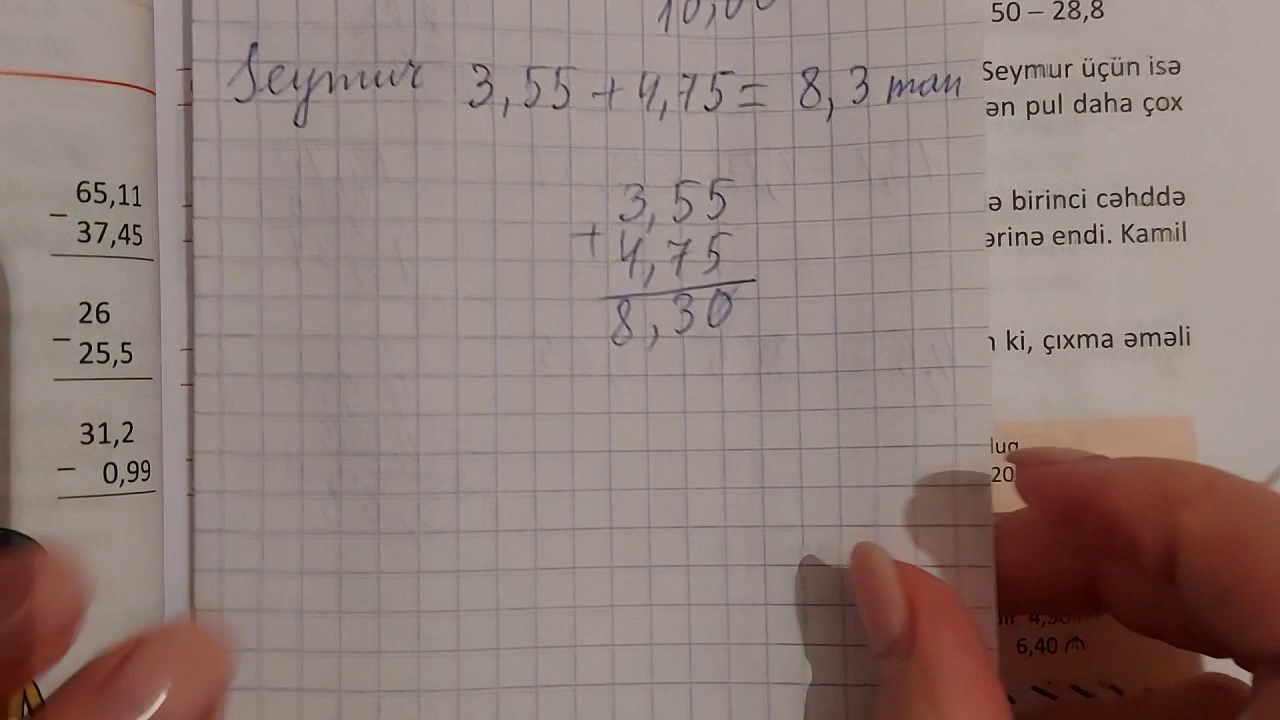 50 – 28,8
Seymur 3,55 + 4,75 = 8,3 man
Seymur üçün isə
ən pul daha çox
65,11
–
37,45
3,55
+
4,75
8,30
ə birinci cəhddə
ərinə endi. Kamil
26
–
25,5
ki, çıxma əməli
31,2
– 0,99
20
6,40 ₼